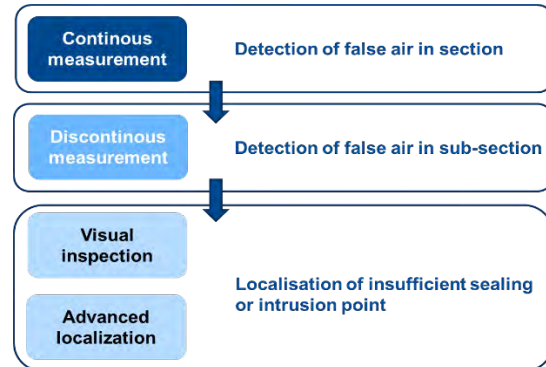 Continous
measurement
Detection of false air in section
Discontinous
measurement
Detection of false air in sub-section
Visual
inspection
Localisation of insufficient sealing
or intrusion point
Advanced
localization